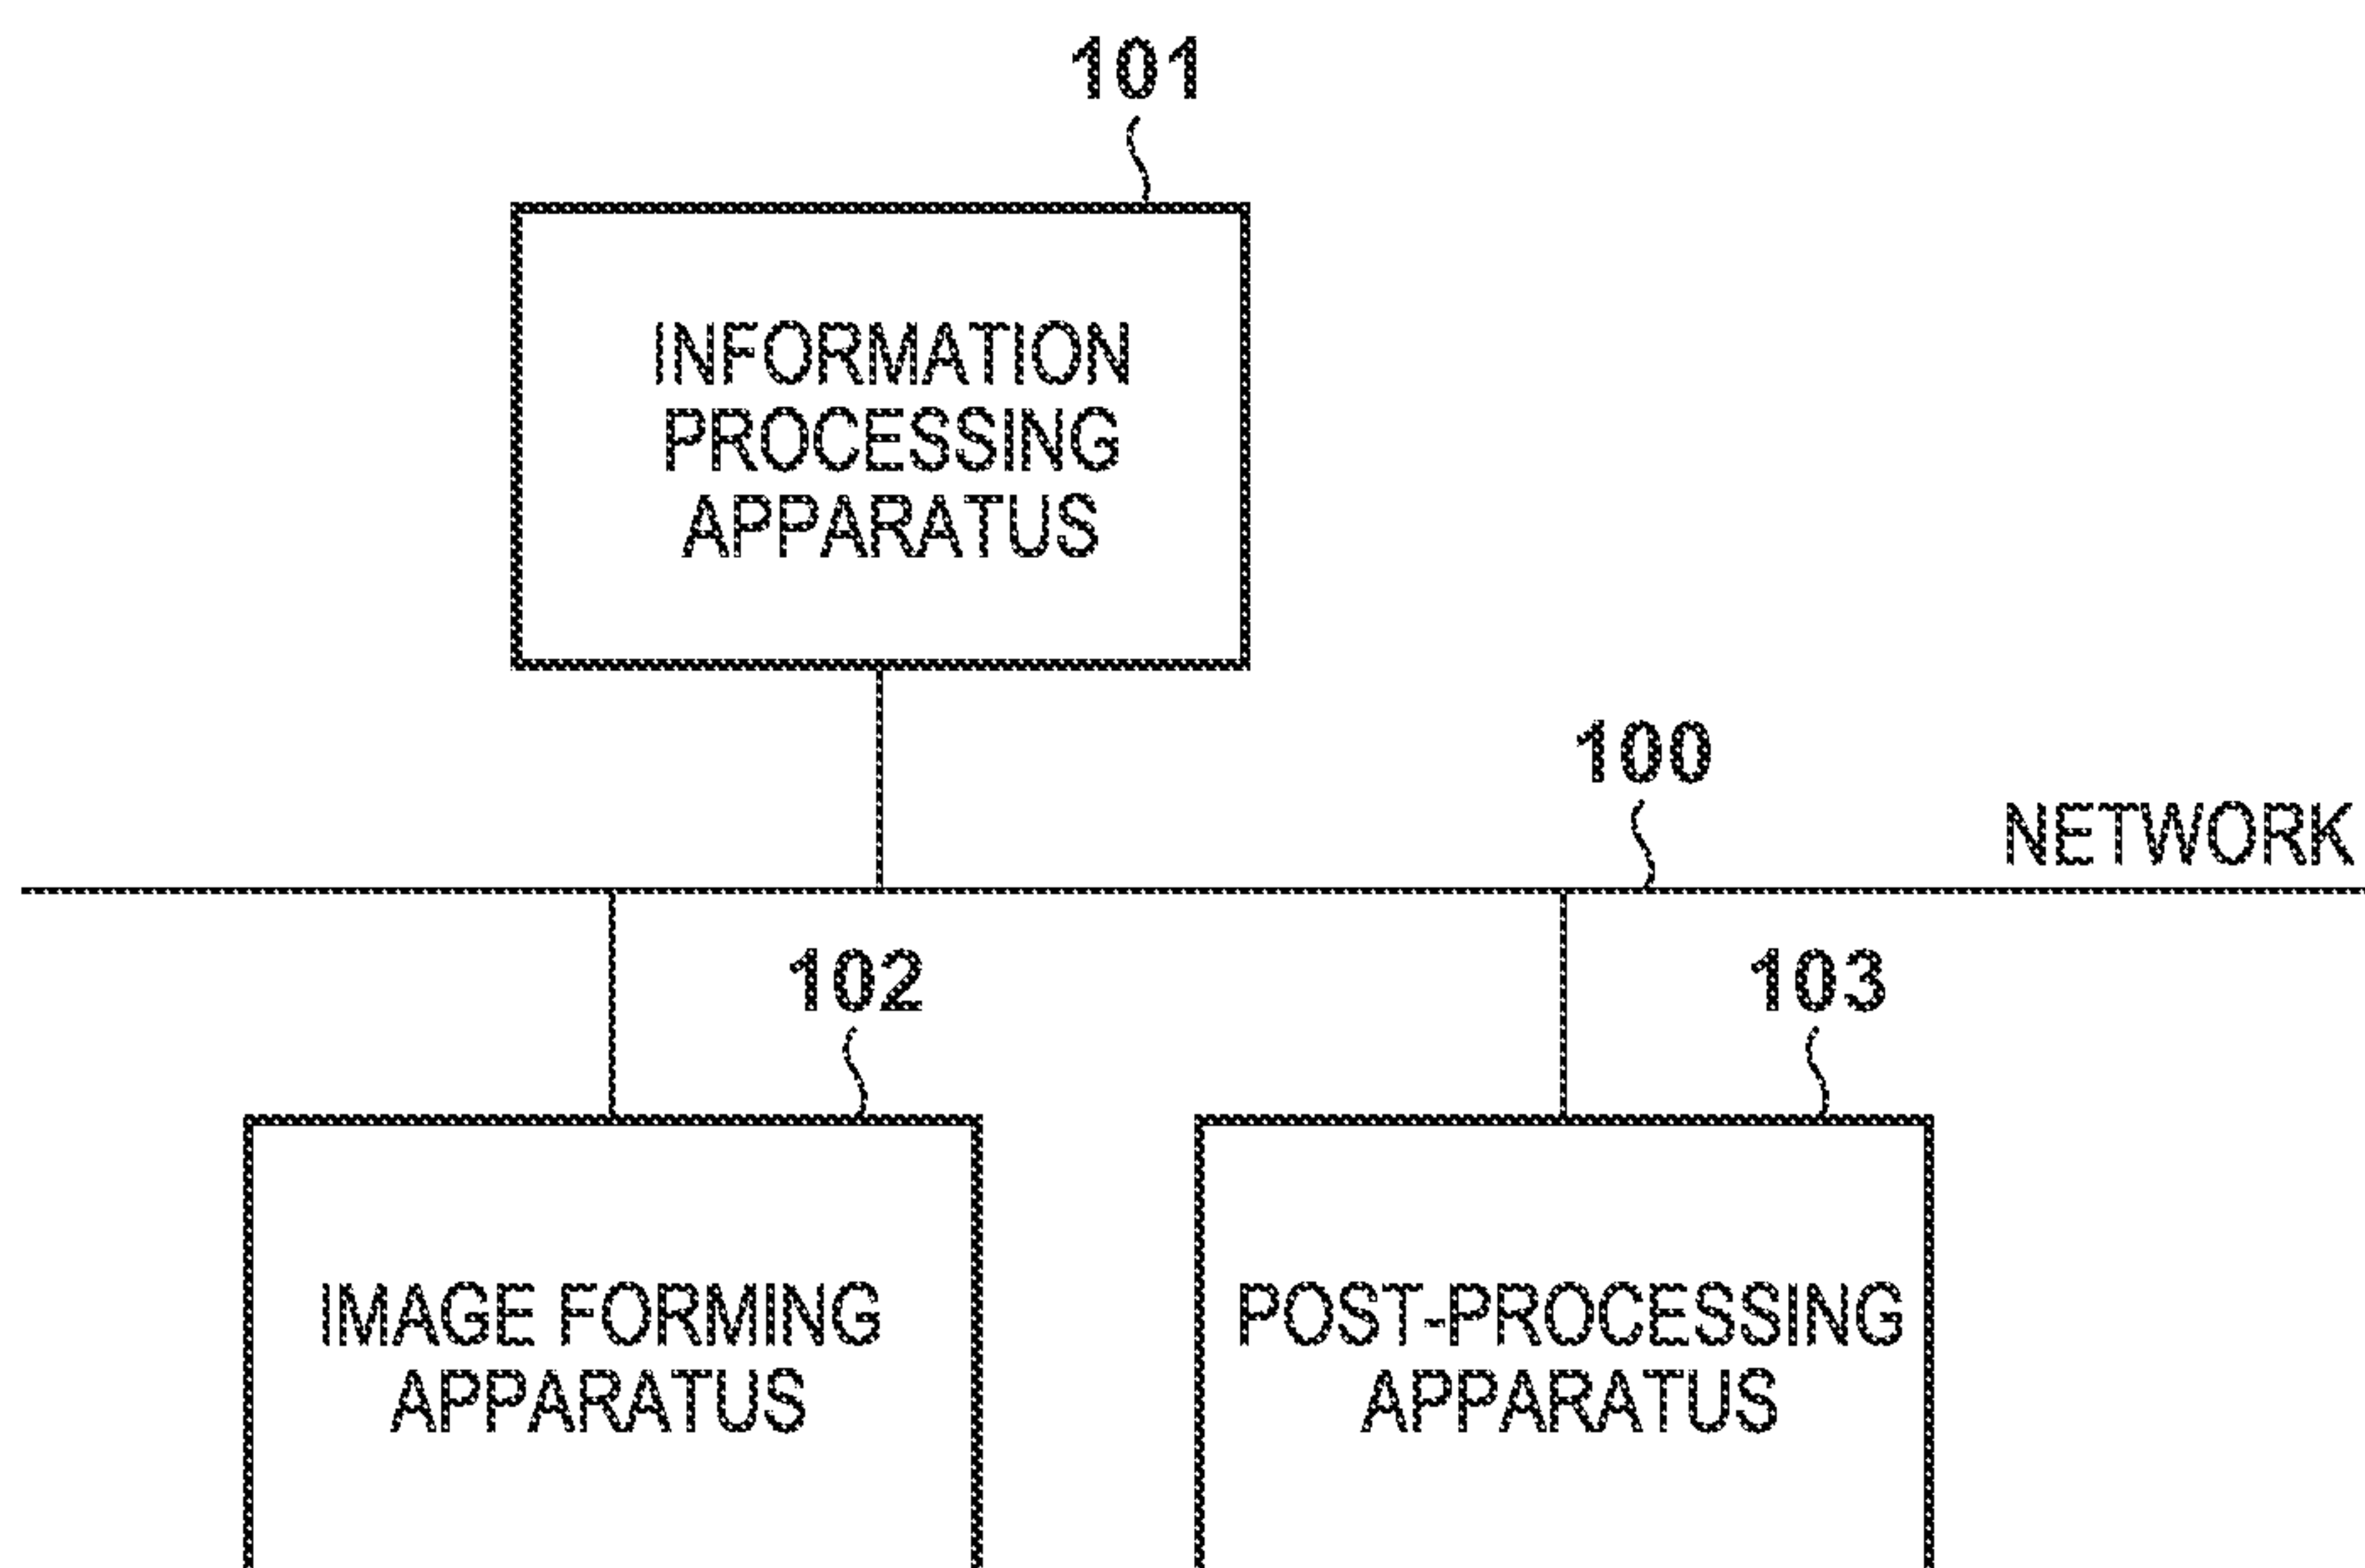 101
INFORMATION
PROCESSING
APPARATUS
100
NETWORK
102
103
IMAGE FORMING
APPARATUS
POST-PROCESSING
APPARATUS